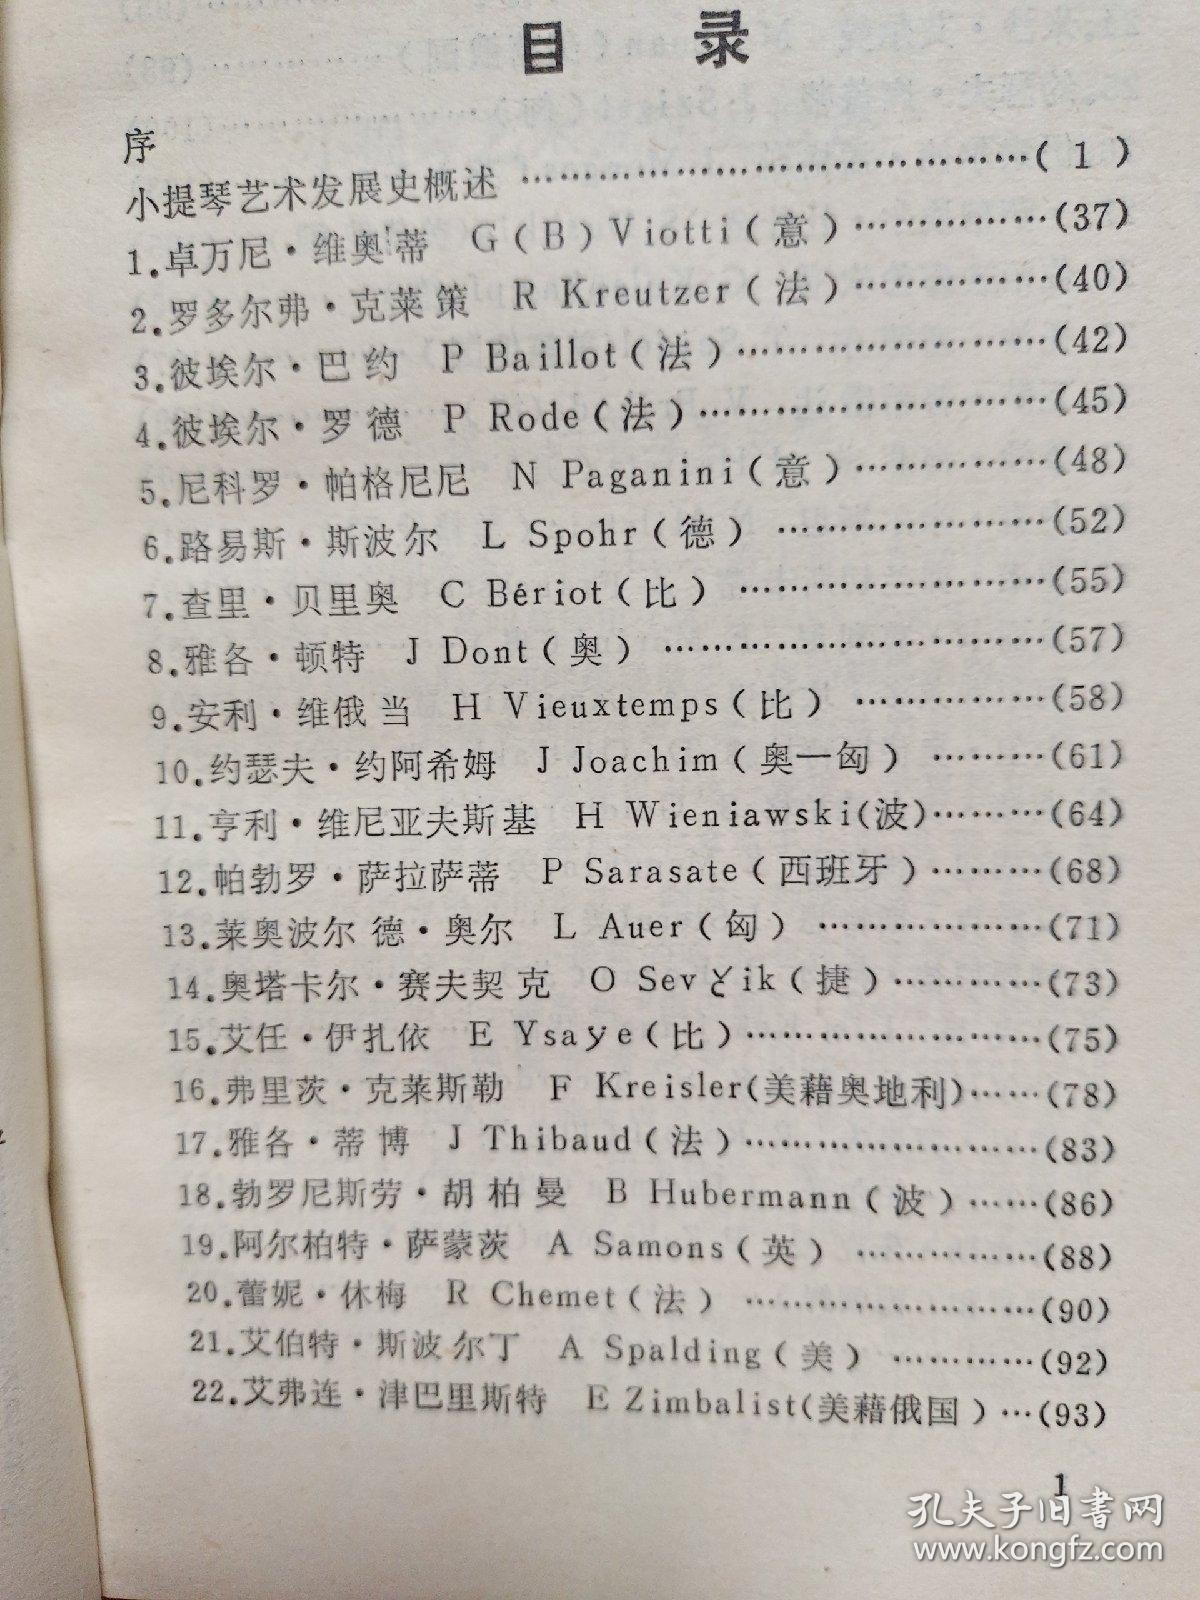 目 录
序
小提琴艺术发展史概述 ……………………………( 1 )
1.卓万尼·维奥蒂 G(B)Viotti(意)………………(37)
2.罗多尔弗·克莱策 R Kreutzer(法)………………(40)
3.彼埃尔·巴约 P Baillot(法)………………………(42)
4.彼埃尔·罗德 P Rode(法)…………………………(45)
5.尼科罗·帕格尼尼 N Paganini(意)………………(48)
6.路易斯·斯波尔 L Spohr(德) ……………………(52)
7.查里·贝里奥 C Bériot(比) ………………………(55)
8.雅各·顿特 J Dont(奥) ……………………………(57)
9.安利·维俄当 H Vieuxtemps(比) ………………(58)
10.约瑟夫·约阿希姆 J Joachim(奥一匈) ………(61)
11.亨利·维尼亚夫斯基 H Wieniawski(波)………(64)
12.帕勃罗·萨拉萨蒂 P Sarasate(西班牙)………(68)
13.莱奥波尔德·奥尔 L Auer(匈) …………………(71)
14.奥塔卡尔·赛夫契克 O Sevčik(捷)……………(73)
15.艾任·伊扎依 E Ysaye(比)………………………(75)
16.弗里茨·克莱斯勒 F Kreisler(美藉奥地利)……(78)
17.雅各·蒂博 J Thibaud(法)………………………(83)
18.勃罗尼斯劳·胡柏曼 B Hubermann(波)……(86)
19.阿尔柏特·萨蒙茨 A Samons(英) ……………(88)
20.蕾妮·休梅 R Chemet(法) ………………………(90)
21.艾伯特·斯波尔丁 A Spalding(美) …………(92)
22.艾弗连·津巴里斯特 E Zimbalist(美藉俄国)…(93)
1
孔夫子旧书网
www.kongfz.com